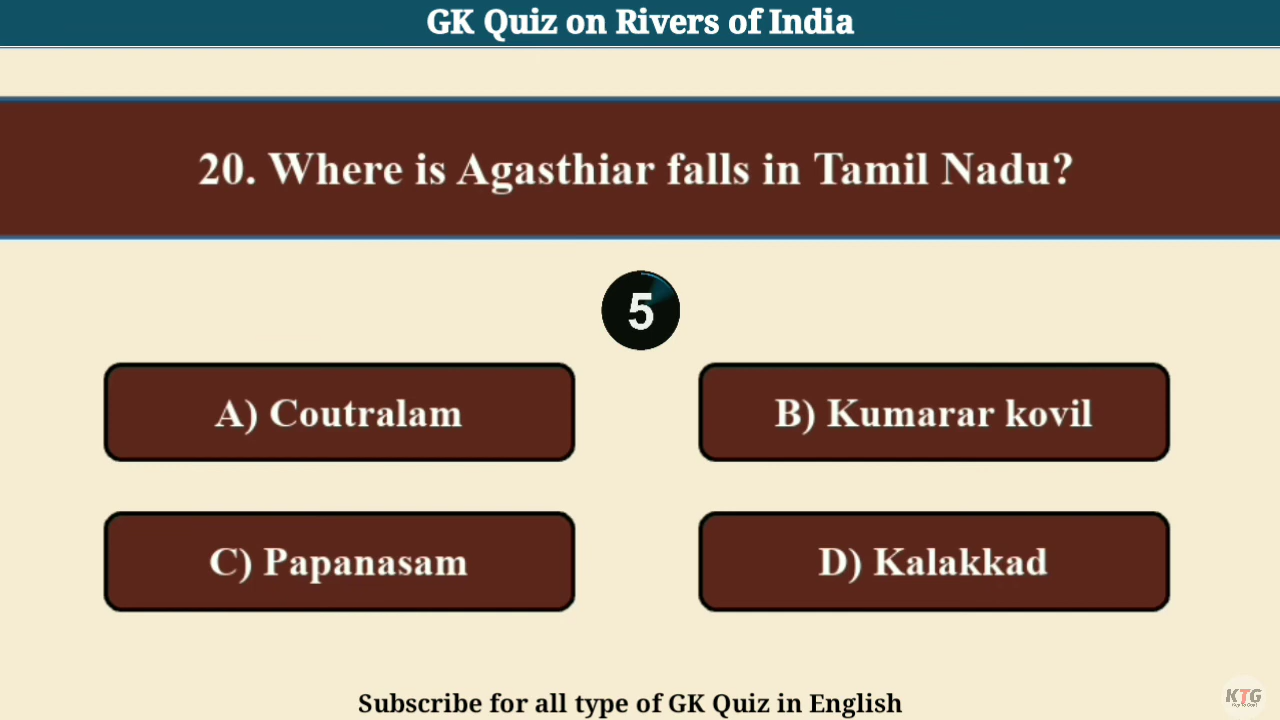 GK Quiz on Rivers of India
20. Where is Agasthiar falls in Tamil Nadu?
5
A) Coutralam
B) Kumarar kovil
C) Papanasam
D) Kalakkad
Subscribe for all type of GK Quiz in English
KTG